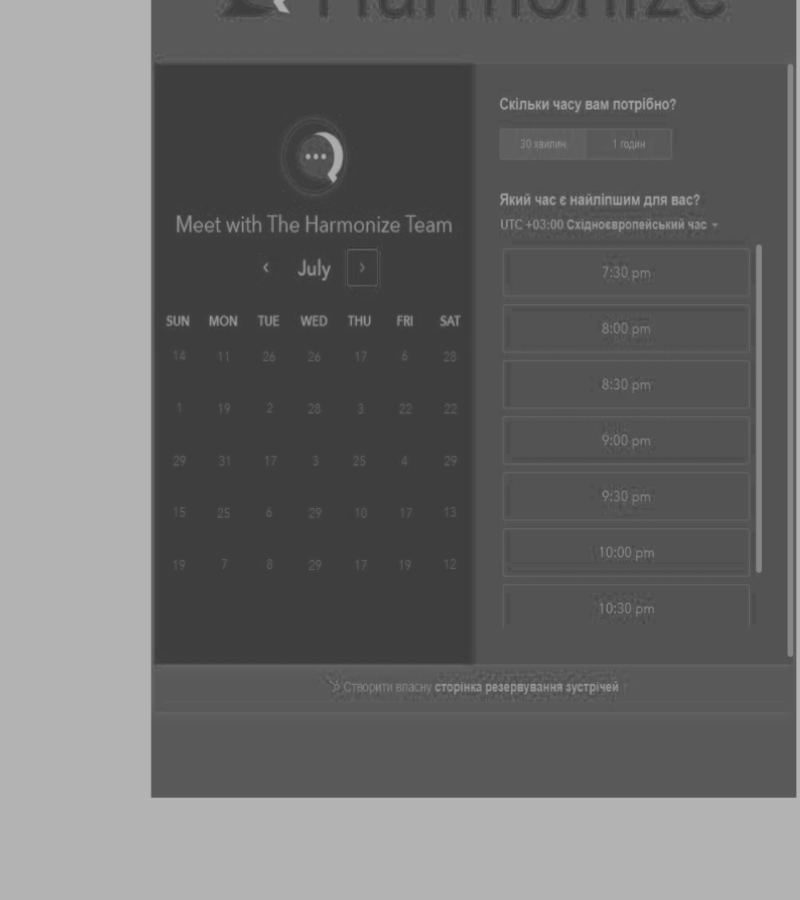 Harmonize
Meet with The Harmonize Team
‹ July ›
SUN MON TUE WED THU FRI SAT
14 11 26 26 17 6 28
1 19 2 28 3 22 22
29 31 17 3 25 4 29
15 25 6 29 10 17 13
19 7 8 29 17 19 12
Скільки часу вам потрібно?
30 хвилин 1 годин
Який час є найліпшим для вас?
UTC +03:00 Східноєвропейський час
7:30 pm
8:00 pm
8:30 pm
9:00 pm
9:30 pm
10:00 pm
10:30 pm
Створити власну сторінка резервування зустрічей